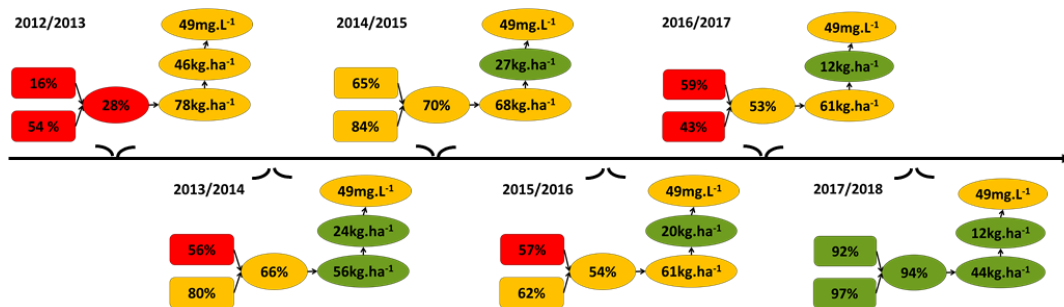 2012/2013
49mg.L⁻¹
46kg.ha⁻¹
16%
28%
78kg.ha⁻¹
54 %
2014/2015
49mg.L⁻¹
27kg.ha⁻¹
65%
70%
68kg.ha⁻¹
84%
2016/2017
49mg.L⁻¹
12kg.ha⁻¹
59%
53%
61kg.ha⁻¹
43%
2013/2014
49mg.L⁻¹
24kg.ha⁻¹
56%
66%
56kg.ha⁻¹
80%
2015/2016
49mg.L⁻¹
20kg.ha⁻¹
57%
54%
61kg.ha⁻¹
62%
2017/2018
49mg.L⁻¹
12kg.ha⁻¹
92%
94%
44kg.ha⁻¹
97%